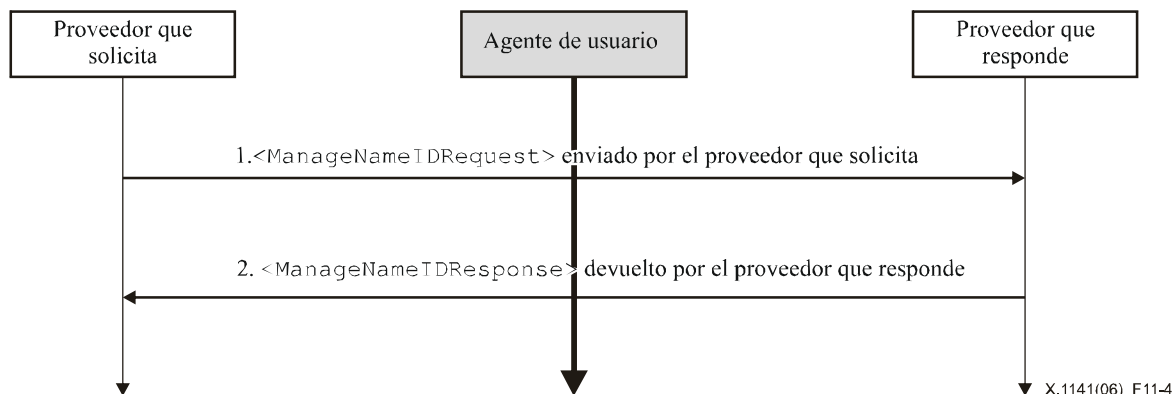 Proveedor que
solicita
Agente de usuario
Proveedor que
responde
1.<ManageNameIDRequest> enviado por el proveedor que solicita
2. <ManageNameIDResponse> devuelto por el proveedor que responde
X.1141(06)_F11-4